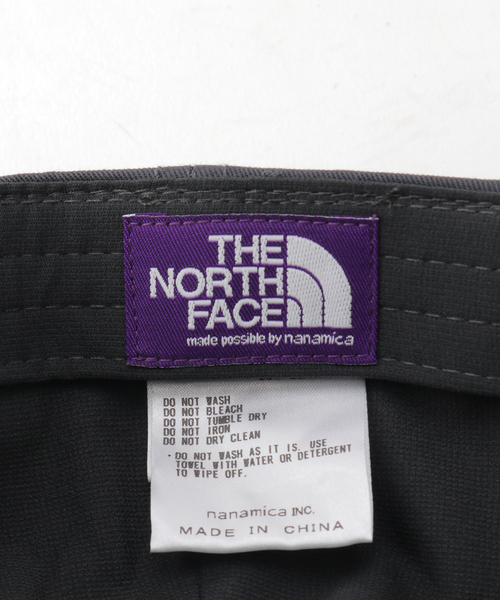 THE
NORTH
FACE
made possible by nanamica
DO NOT WASH
DO NOT BLEACH
DO NOT TUMBLE DRY
DO NOT IRON
DO NOT DRY CLEAN
・DO NOT WASH AS IT IS. USE
TOWEL WITH WATER OR DETERGENT
TO WIPE OFF.
nanamica INC.
MADE IN CHINA